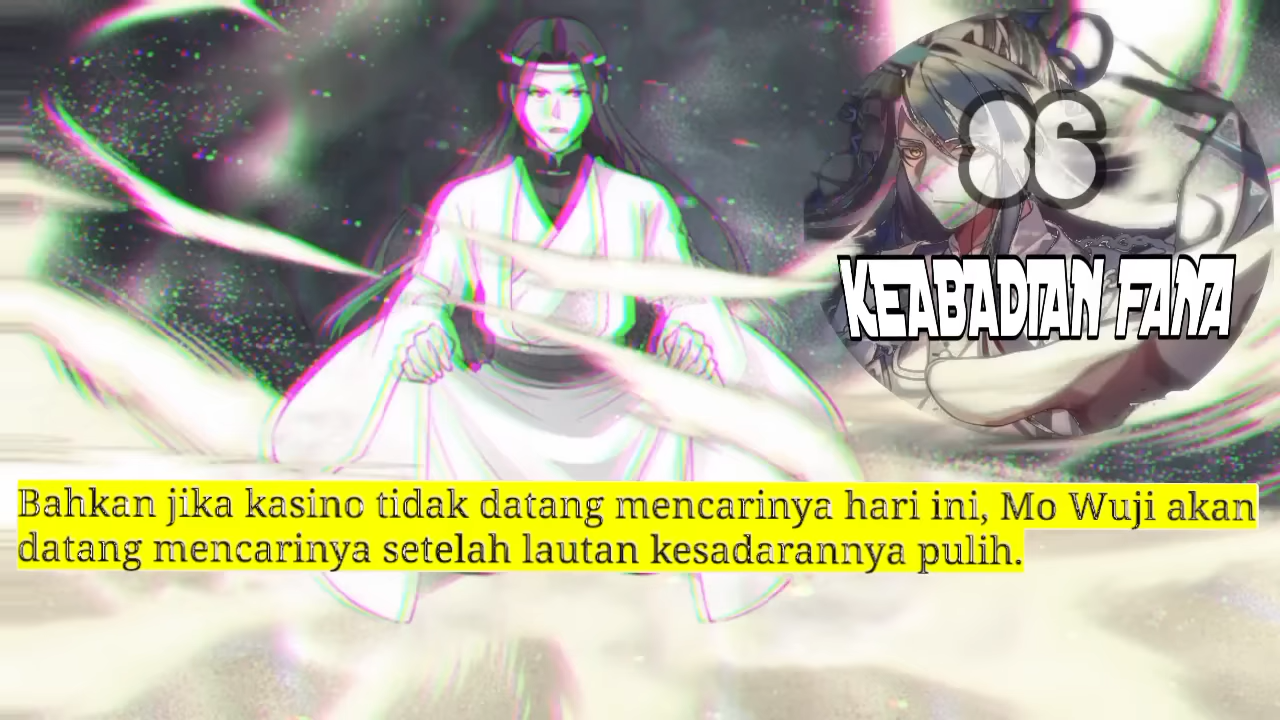 86
KEABADIAN FANA
Bahkan jika kasino tidak datang mencarinya hari ini, Mo Wuji akan
datang mencarinya setelah lautan kesadarannya pulih.